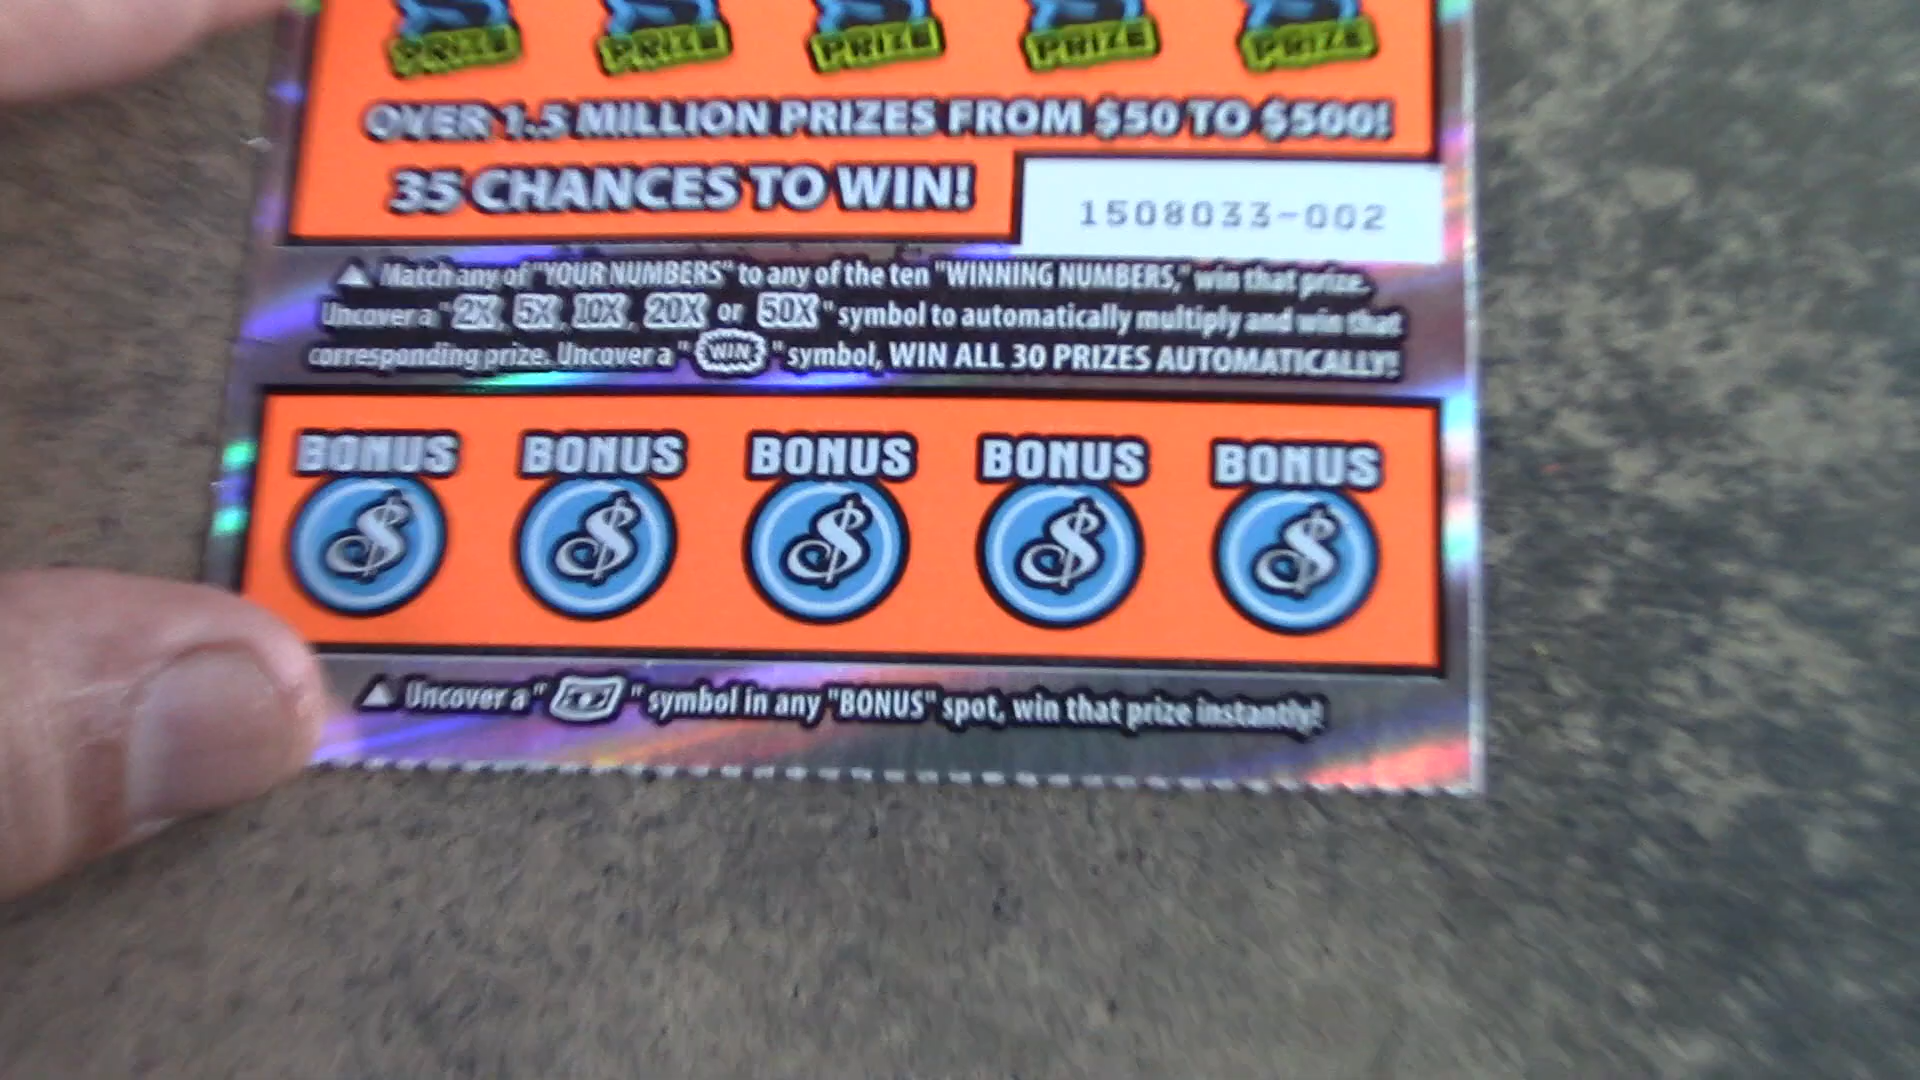 PRIZE PRIZE PRIZE PRIZE PRIZE
OVER 1.5 MILLION PRIZES FROM $50 TO $500!
35 CHANCES TO WIN!
1508033-002
▲ Match any of "YOUR NUMBERS" to any of the ten "WINNING NUMBERS," win that prize.
Uncover a "2X, 5X, 10X, 20X or 50X" symbol to automatically multiply and win that
corresponding prize. Uncover a "WIN" symbol, WIN ALL 30 PRIZES AUTOMATICALLY!
BONUS BONUS BONUS BONUS BONUS
$ $ $ $ $
▲ Uncover a " " symbol in any "BONUS" spot, win that prize instantly!